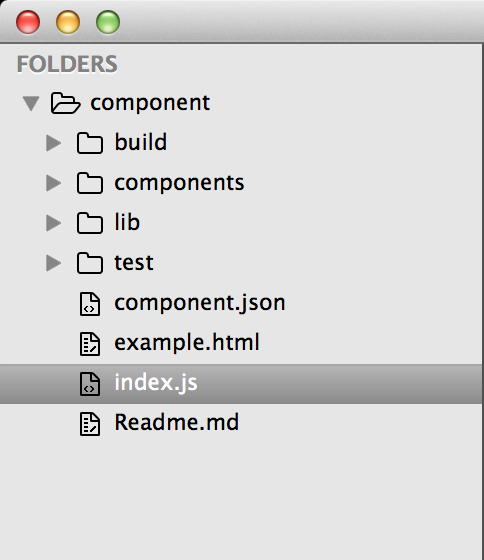 FOLDERS
component
build
components
lib
test
component.json
example.html
index.js
Readme.md